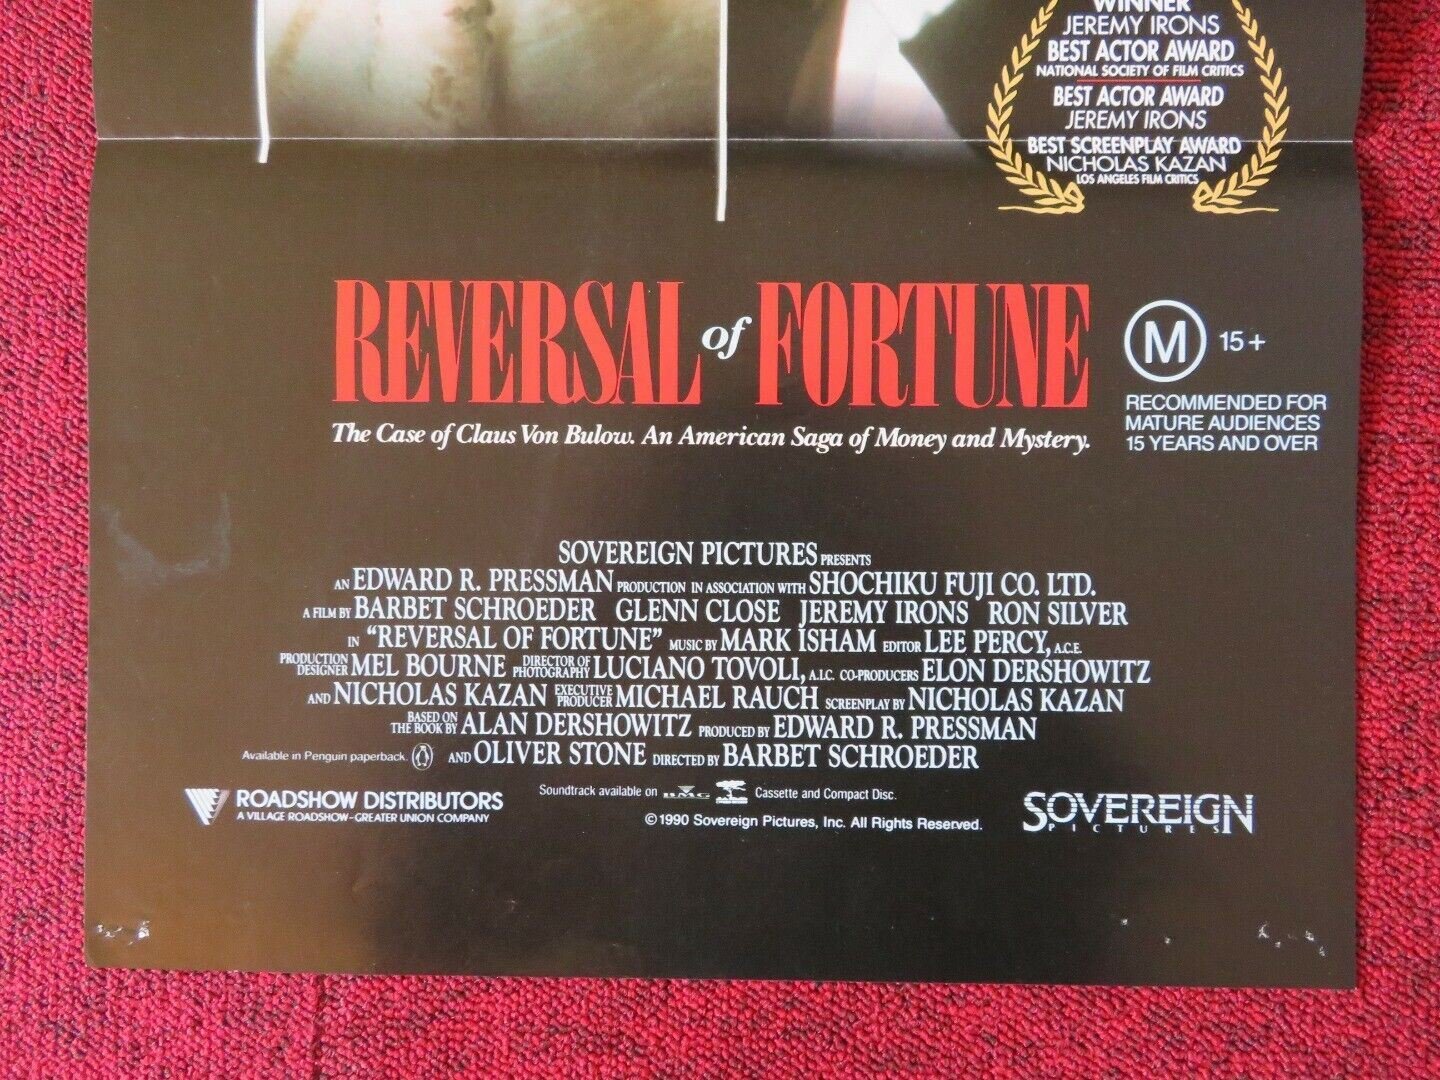 WINNER
JEREMY IRONS
BEST ACTOR AWARD
NATIONAL SOCIETY OF FILM CRITICS
BEST ACTOR AWARD
JEREMY IRONS
BEST SCREENPLAY AWARD
NICHOLAS KAZAN
LOS ANGELES FILM CRITICS
REVERSAL of FORTUNE
The Case of Claus Von Bulow. An American Saga of Money and Mystery.
M 15+
RECOMMENDED FOR
MATURE AUDIENCES
15 YEARS AND OVER
SOVEREIGN PICTURES PRESENTS
AN EDWARD R. PRESSMAN PRODUCTION IN ASSOCIATION WITH SHOCHIKU FUJI CO. LTD.
A FILM BY BARBET SCHROEDER GLENN CLOSE JEREMY IRONS RON SILVER
IN "REVERSAL OF FORTUNE" MUSIC BY MARK ISHAM EDITOR LEE PERCY, A.C.E.
PRODUCTION DESIGNER MEL BOURNE DIRECTOR OF PHOTOGRAPHY LUCIANO TOVOLI, A.I.C. CO-PRODUCERS ELON DERSHOWITZ
AND NICHOLAS KAZAN EXECUTIVE PRODUCER MICHAEL RAUCH SCREENPLAY BY NICHOLAS KAZAN
BASED ON THE BOOK BY ALAN DERSHOWITZ PRODUCED BY EDWARD R. PRESSMAN
Available in Penguin paperback. AND OLIVER STONE DIRECTED BY BARBET SCHROEDER
ROADSHOW DISTRIBUTORS
A VILLAGE ROADSHOW-GREATER UNION COMPANY
Soundtrack available on BMG Cassette and Compact Disc.
©1990 Sovereign Pictures, Inc. All Rights Reserved.
SOVEREIGN
PICTURES